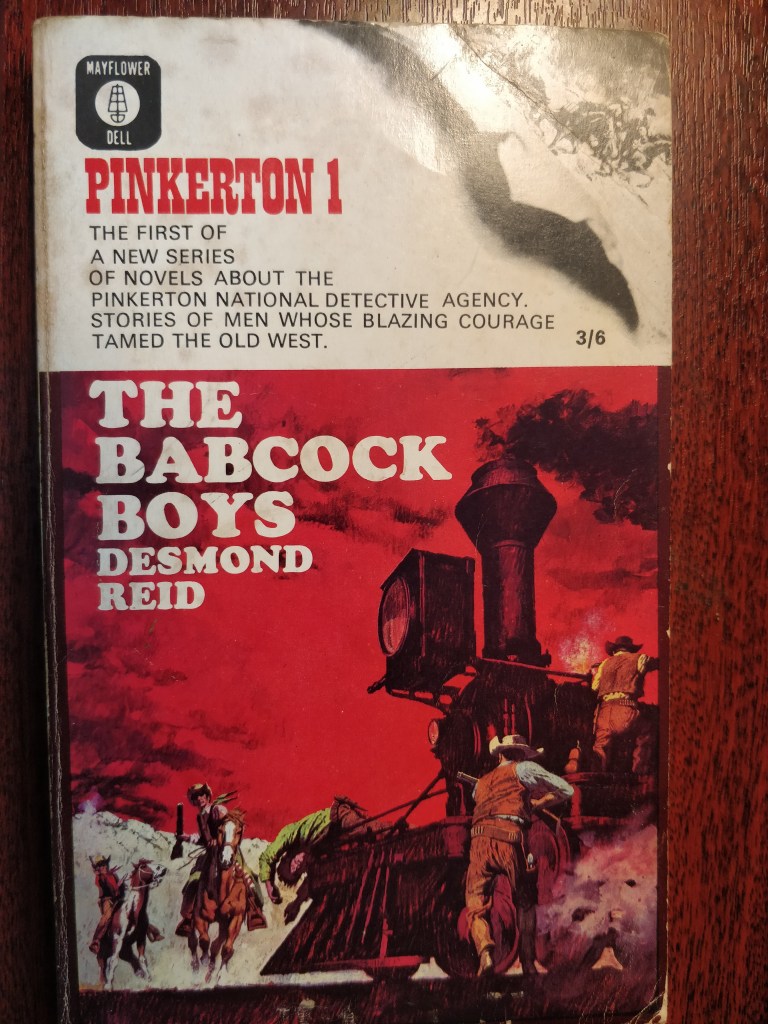 MAYFLOWER
DELL
PINKERTON 1
THE FIRST OF
A NEW SERIES
OF NOVELS ABOUT THE
PINKERTON NATIONAL DETECTIVE AGENCY.
STORIES OF MEN WHOSE BLAZING COURAGE
TAMED THE OLD WEST.
3/6
THE
BABCOCK
BOYS
DESMOND
REID